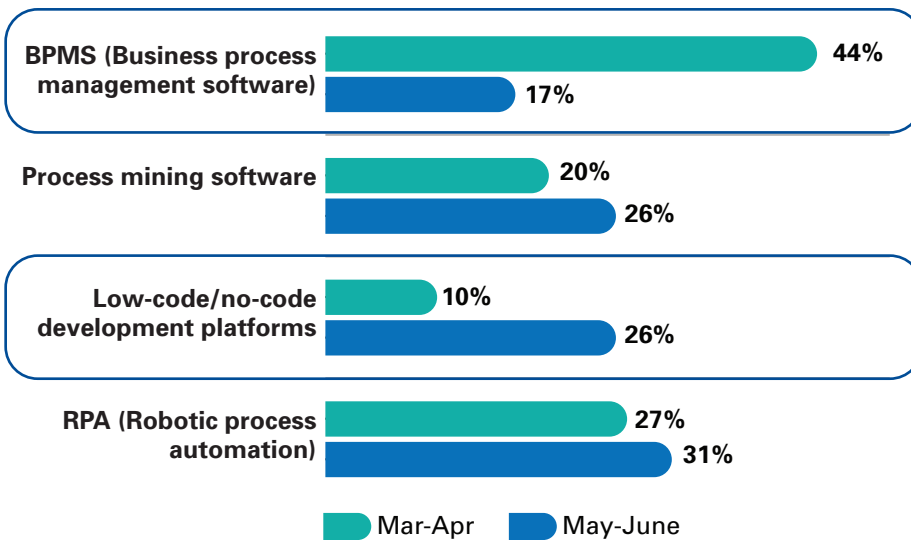 BPMS (Business process
management software)
44%
17%
Process mining software
20%
26%
Low-code/no-code
development platforms
10%
26%
RPA (Robotic process
automation)
27%
31%
Mar-Apr May-June